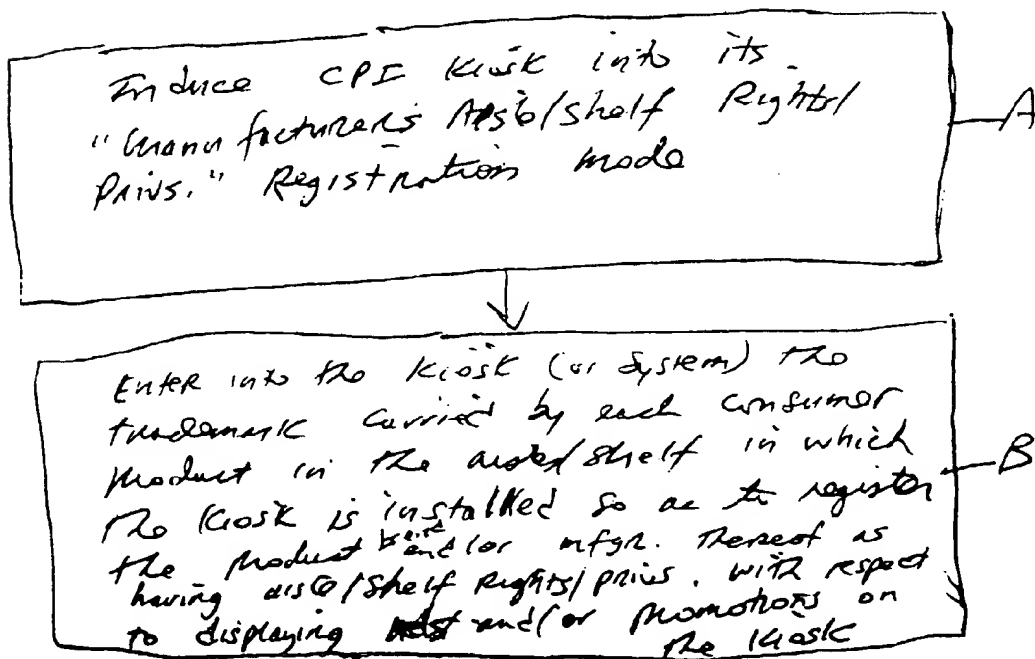 Induce CPI Kiosk into its
"Manufacturer's Aisle/Shelf Rights/
Privs." Registration mode
A
Enter into the Kiosk (or System) the
trademark carried by each consumer
product in the aisle/shelf in which
the Kiosk is installed so as to register
the product and/or mfgr. thereof as
having aisle/shelf Rights/privs. with respect
to displaying and/or promotions on
the Kiosk
B